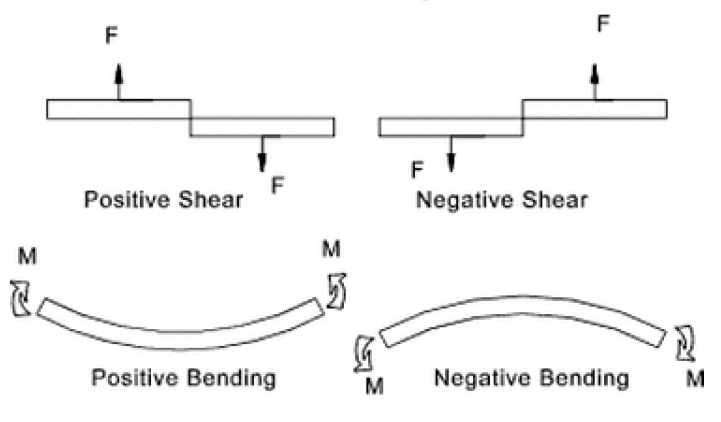 F
F
F
F
Positive Shear
Negative Shear
M
M
M
M
Positive Bending
Negative Bending